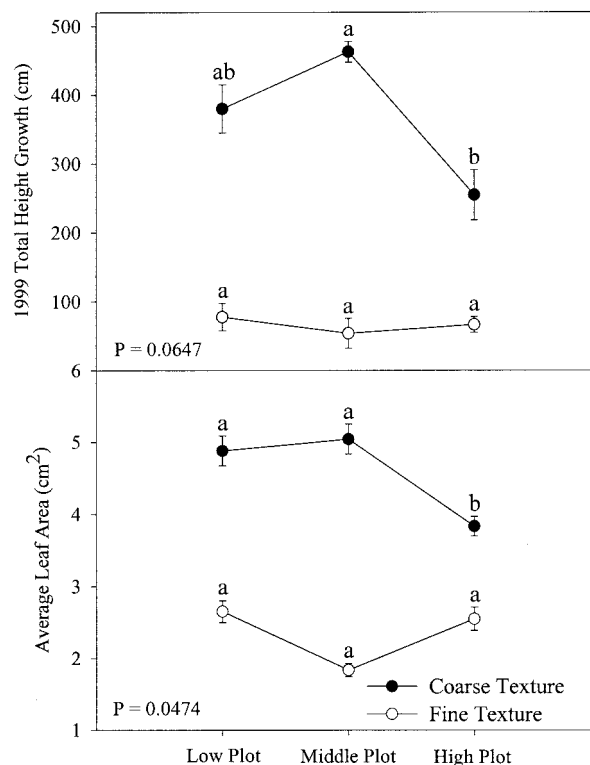 500
a
ab
400
300
b
200
100
a
a
a
P = 0.0647
1999 Total Height Growth (cm)
6
a
a
5
4
b
3
a
a
2
a
1
P = 0.0474
Average Leaf Area (cm²)
Coarse Texture
Fine Texture
Low Plot
Middle Plot
High Plot